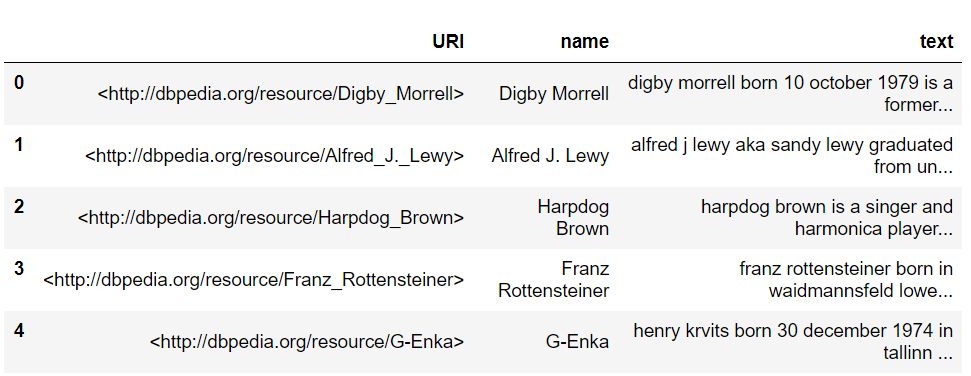 URI name text
0 <http://dbpedia.org/resource/Digby_Morrell> Digby Morrell digby morrell born 10 october 1979 is a
former...
1 <http://dbpedia.org/resource/Alfred_J._Lewy> Alfred J. Lewy alfred j lewy aka sandy lewy graduated
from un...
2 <http://dbpedia.org/resource/Harpdog_Brown> Harpdog
Brown harpdog brown is a singer and
harmonica player...
3 <http://dbpedia.org/resource/Franz_Rottensteiner> Franz
Rottensteiner franz rottensteiner born in
waidmannsfeld lowe...
4 <http://dbpedia.org/resource/G-Enka> G-Enka henry krvits born 30 december 1974 in
tallinn ...